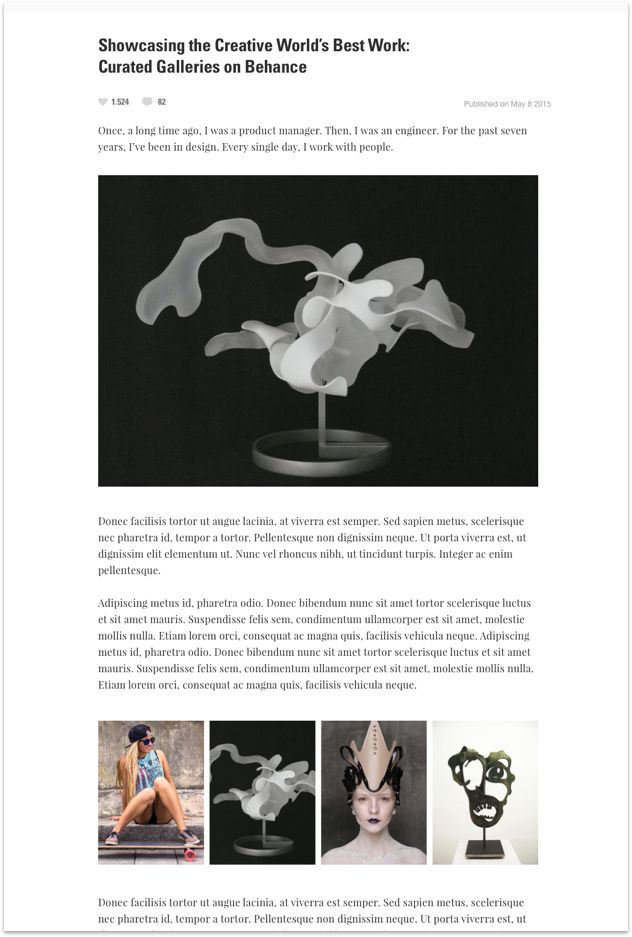 Showcasing the Creative World's Best Work:
Curated Galleries on Behance
1.524 82
Published on May 8 2015
Once, a long time ago, I was a product manager. Then, I was an engineer. For the past seven
years, I've been in design. Every single day, I work with people.
Donec facilisis tortor ut augue lacinia, at viverra est semper. Sed sapien metus, scelerisque
nec pharetra id, tempor a tortor. Pellentesque non dignissim neque. Ut porta viverra est, ut
dignissim elit elementum ut. Nunc vel rhoncus nibh, ut tincidunt turpis. Integer ac enim
pellentesque.
Adipiscing metus id, pharetra odio. Donec bibendum nunc sit amet tortor scelerisque luctus
et sit amet mauris. Suspendisse felis sem, condimentum ullamcorper est sit amet, molestie
mollis nulla. Etiam lorem orci, consequat ac magna quis, facilisis vehicula neque. Adipiscing
metus id, pharetra odio. Donec bibendum nunc sit amet tortor scelerisque luctus et sit amet
mauris. Suspendisse felis sem, condimentum ullamcorper est sit amet, molestie mollis nulla.
Etiam lorem orci, consequat ac magna quis, facilisis vehicula neque.
Donec facilisis tortor ut augue lacinia, at viverra est semper. Sed sapien metus, scelerisque
nec pharetra id, tempor a tortor. Pellentesque non dignissim neque. Ut porta viverra est, ut